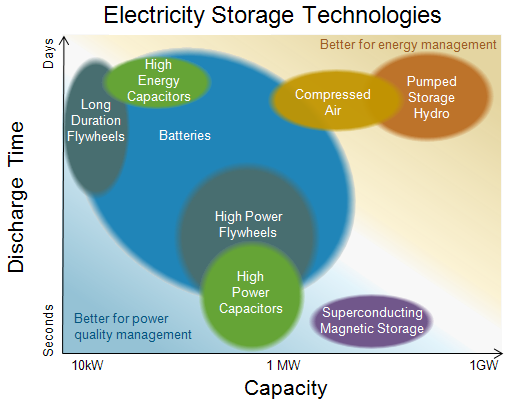 Electricity Storage Technologies
Better for energy management
Days
High
Energy
Capacitors
Long
Duration
Flywheels
Batteries
Compressed
Air
Pumped
Storage
Hydro
Discharge Time
High Power
Flywheels
High
Power
Capacitors
Superconducting
Magnetic Storage
Better for power
quality management
Seconds
10kW
1 MW
1GW
Capacity